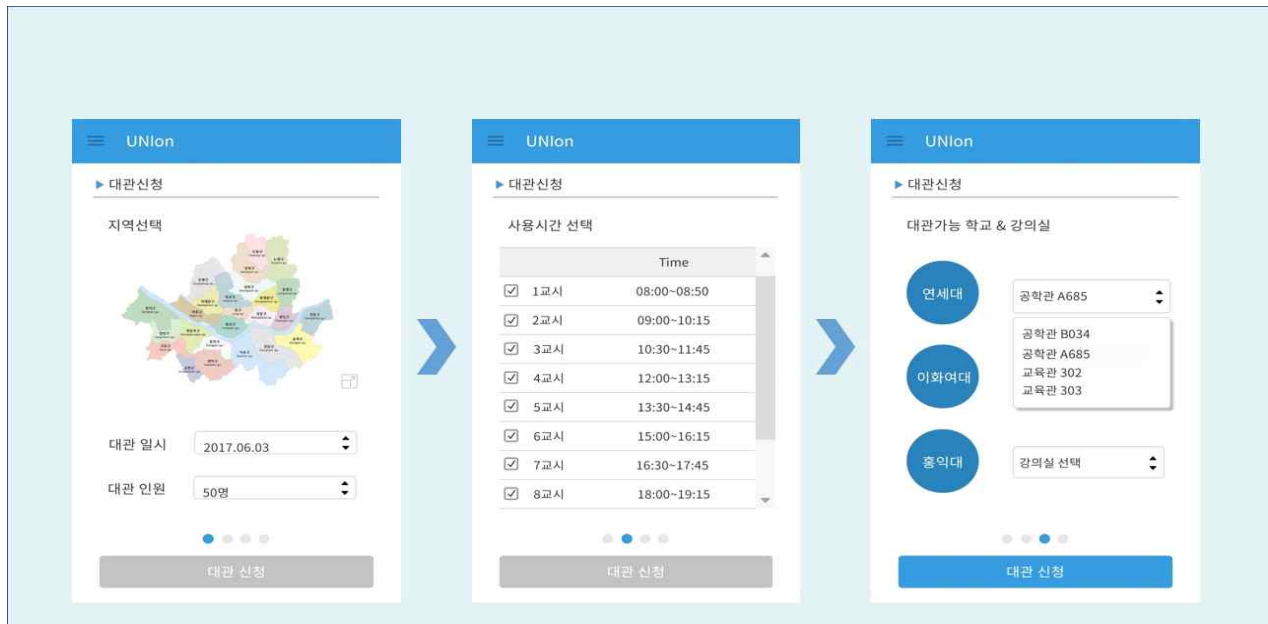 UNIon
대관신청
지역선택
대관 일시 2017.06.03
대관 인원 50명
대관 신청
UNIon
대관신청
사용시간 선택
Time
1교시 08:00~08:50
2교시 09:00~10:15
3교시 10:30~11:45
4교시 12:00~13:15
5교시 13:30~14:45
6교시 15:00~16:15
7교시 16:30~17:45
8교시 18:00~19:15
대관 신청
UNIon
대관신청
대관가능 학교 & 강의실
연세대 공학관 A685
공학관 B034
공학관 A685
교육관 302
교육관 303
이화여대
홍익대 강의실 선택
대관 신청